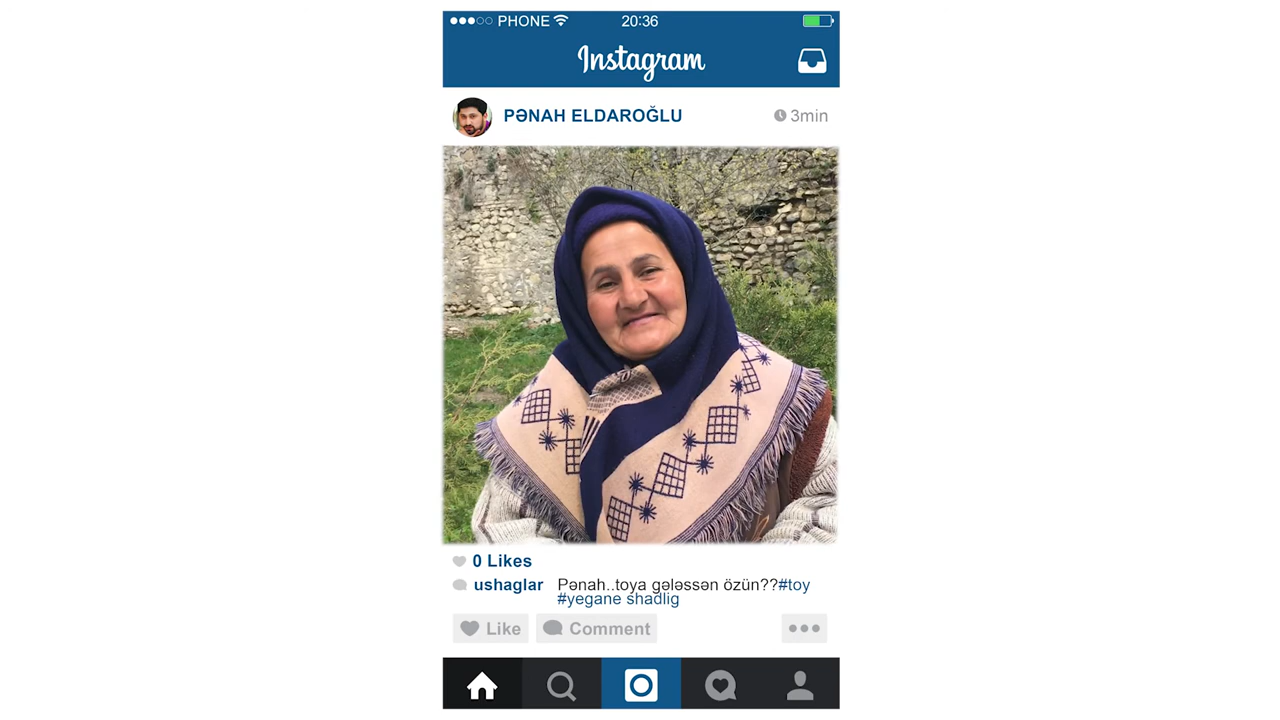 PHONE 20:36
Instagram
PƏNAH ELDAROĞLU 3min
0 Likes
ushaglar Pənah..toya gələssən özün??#toy
#yegane shadlig
Like Comment